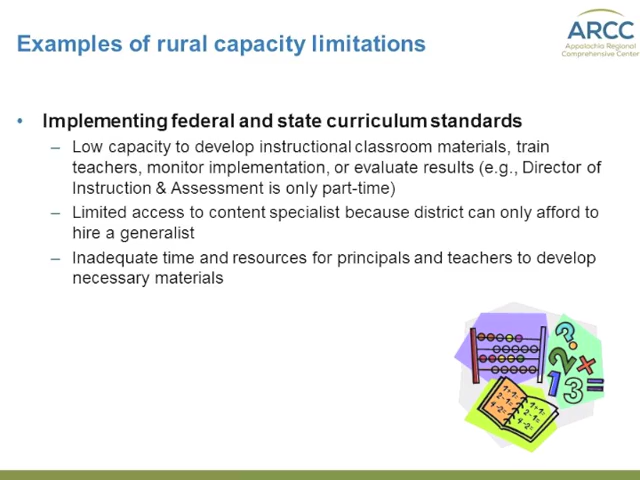 Examples of rural capacity limitations
ARCC
Appalachia Regional
Comprehensive Center
• Implementing federal and state curriculum standards
– Low capacity to develop instructional classroom materials, train
teachers, monitor implementation, or evaluate results (e.g., Director of
Instruction & Assessment is only part-time)
– Limited access to content specialist because district can only afford to
hire a generalist
– Inadequate time and resources for principals and teachers to develop
necessary materials